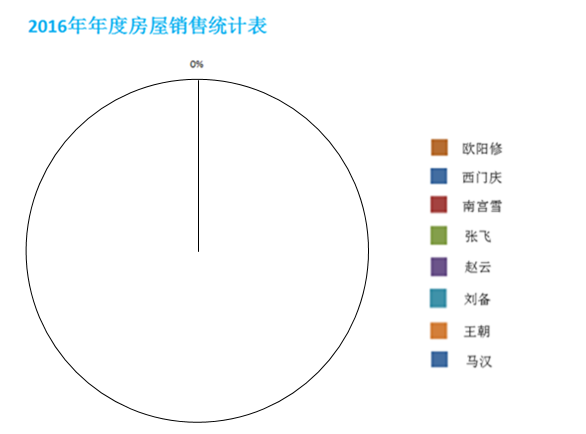 2016年年度房屋销售统计表
0%
欧阳修
西门庆
南宫雪
张飞
赵云
刘备
王朝
马汉